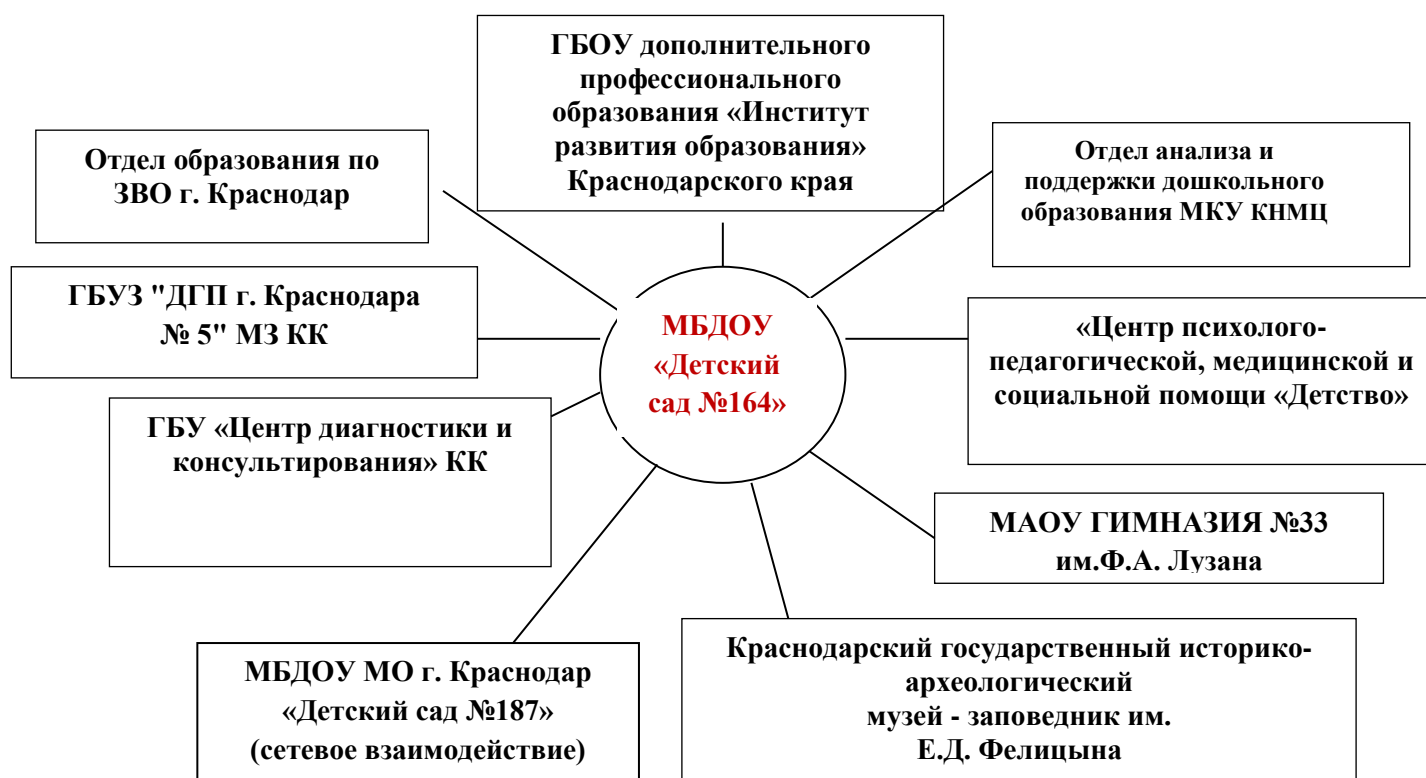 ГБОУ дополнительного
профессионального
образования «Институт
развития образования»
Краснодарского края
Отдел образования по
ЗВО г. Краснодар
Отдел анализа и
поддержки дошкольного
образования МКУ КНМЦ
ГБУЗ "ДГП г. Краснодара
№ 5" МЗ КК
МБДОУ
«Детский
сад №164»
«Центр психолого-
педагогической, медицинской и
социальной помощи «Детство»
ГБУ «Центр диагностики и
консультирования» КК
МАОУ ГИМНАЗИЯ №33
им.Ф.А. Лузана
МБДОУ МО г. Краснодар
«Детский сад №187»
(сетевое взаимодействие)
Краснодарский государственный историко-
археологический
музей - заповедник им.
Е.Д. Фелицына